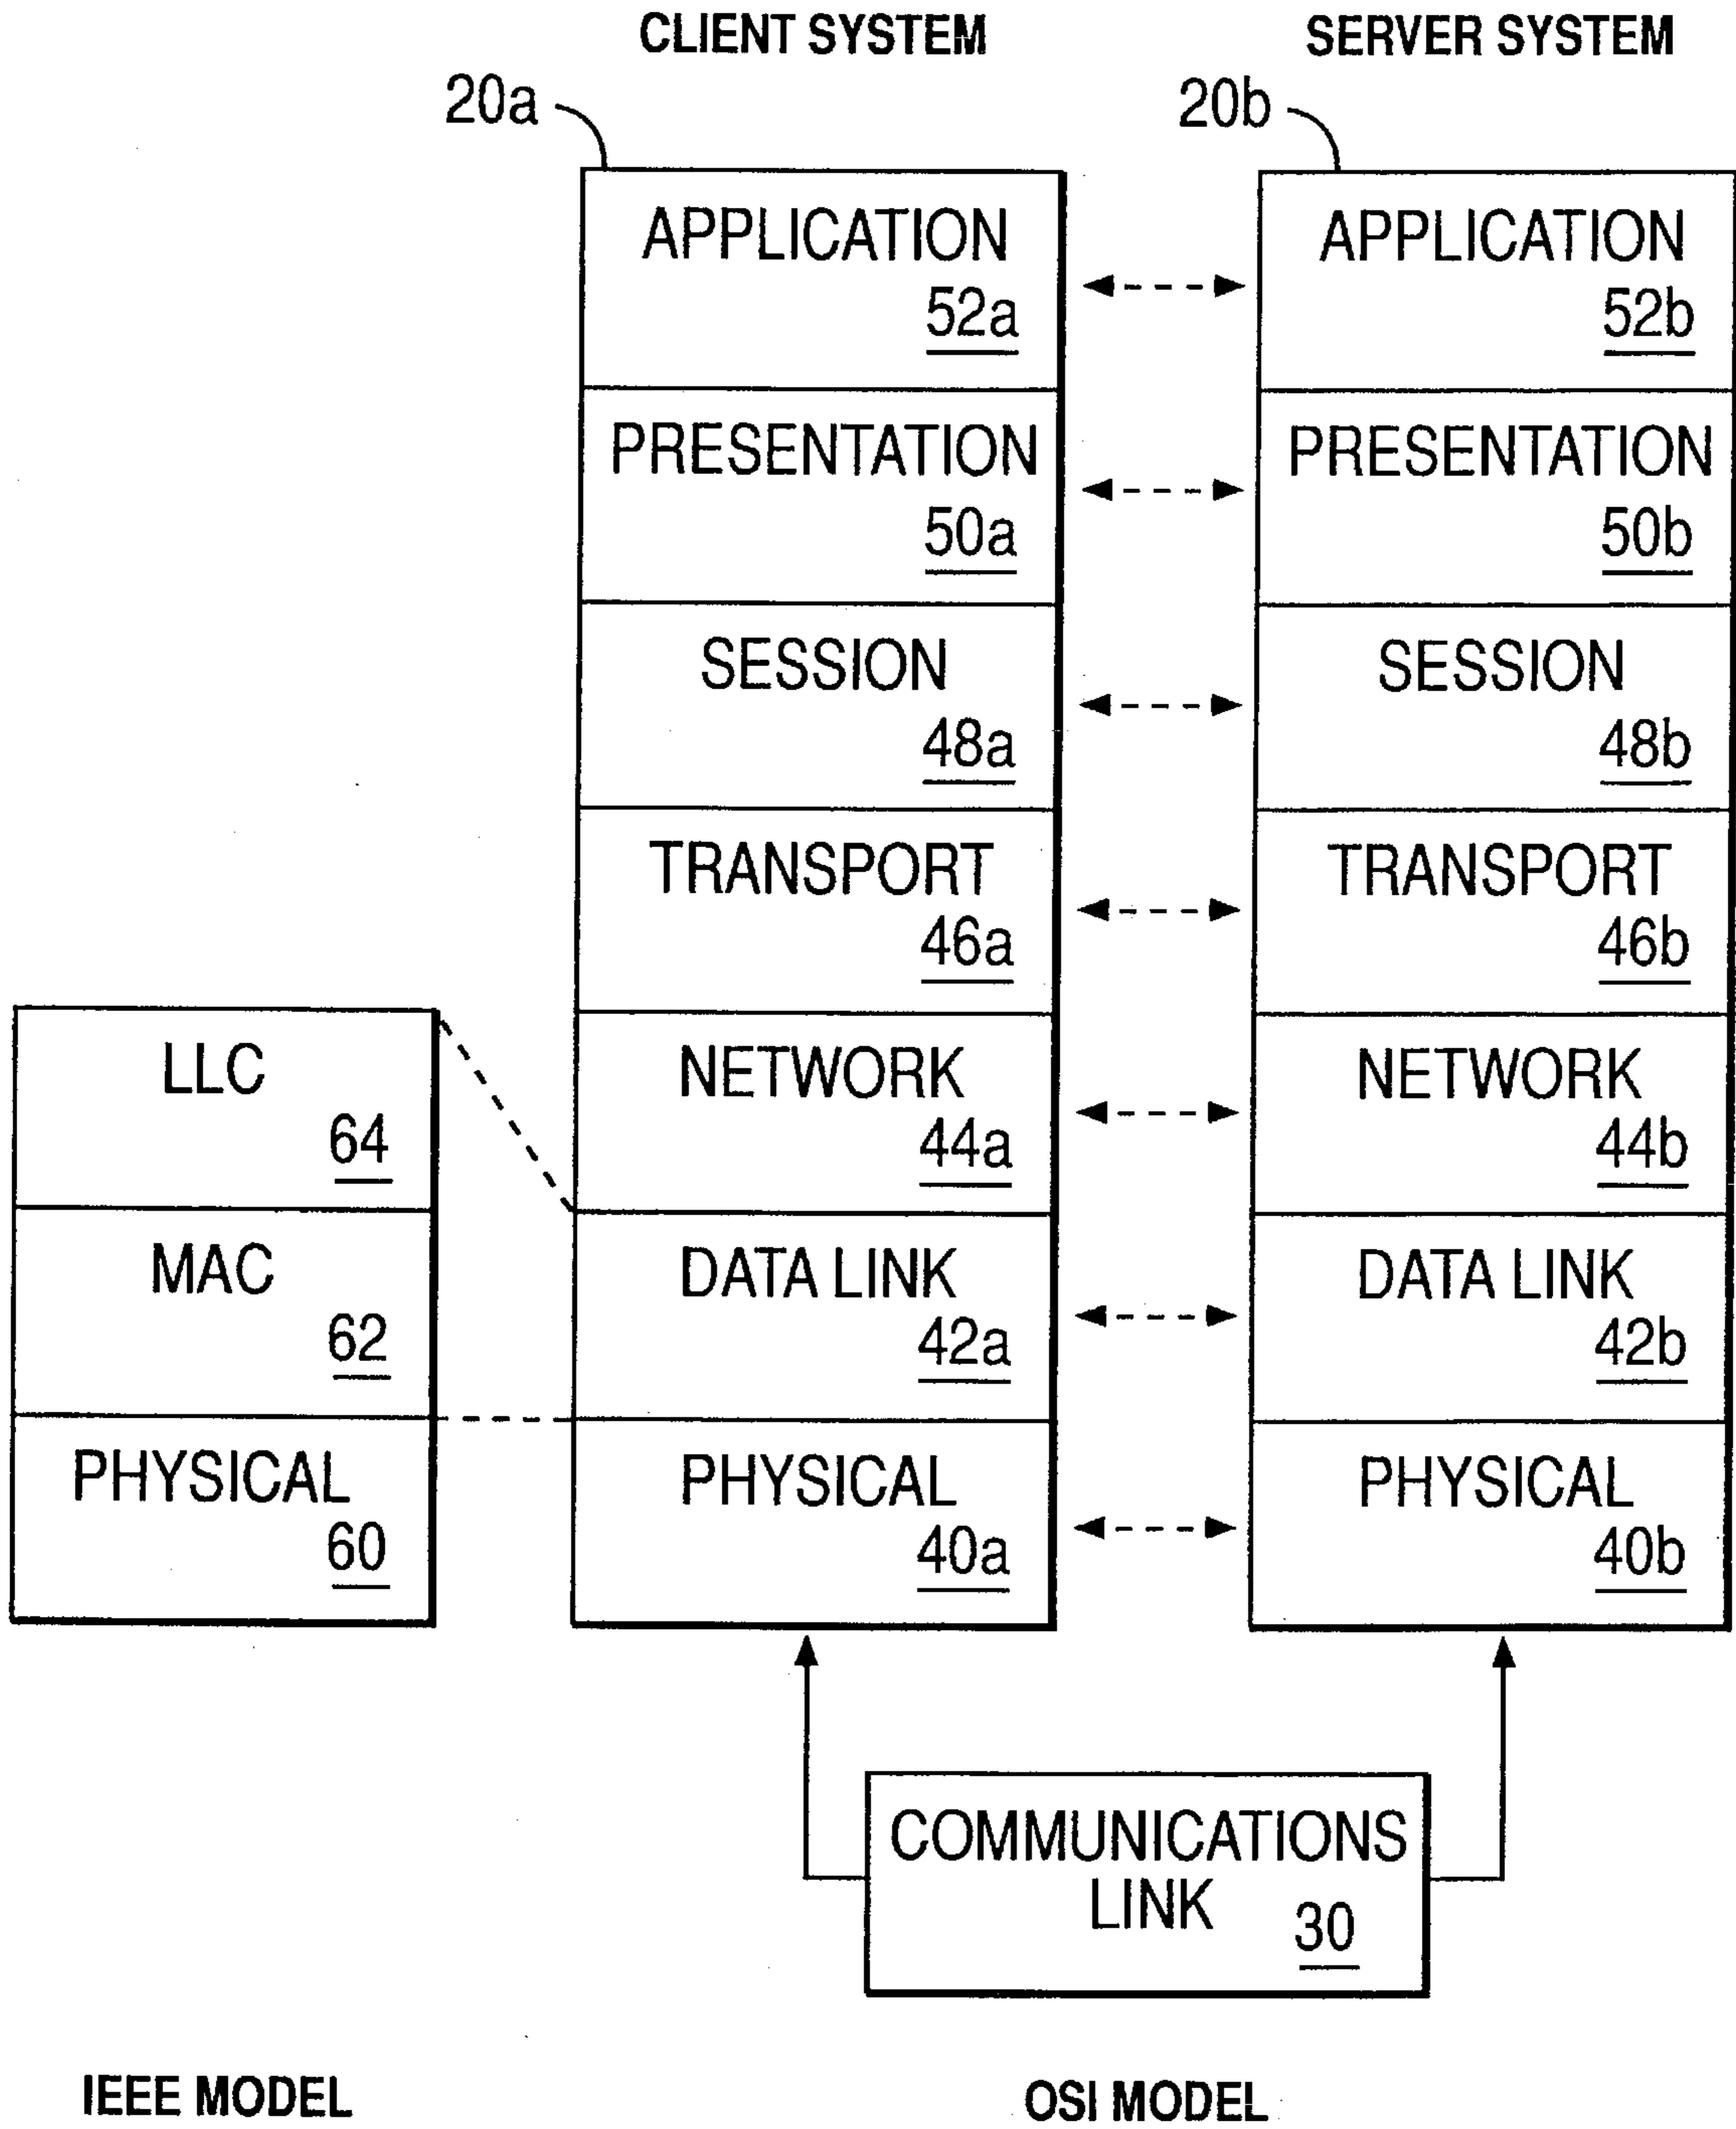 CLIENT SYSTEM
SERVER SYSTEM
20a
20b
APPLICATION
52a
APPLICATION
52b
PRESENTATION
50a
PRESENTATION
50b
SESSION
48a
SESSION
48b
TRANSPORT
46a
TRANSPORT
46b
LLC
64
NETWORK
44a
NETWORK
44b
MAC
62
DATA LINK
42a
DATA LINK
42b
PHYSICAL
60
PHYSICAL
40a
PHYSICAL
40b
COMMUNICATIONS
LINK 30
IEEE MODEL
OSI MODEL